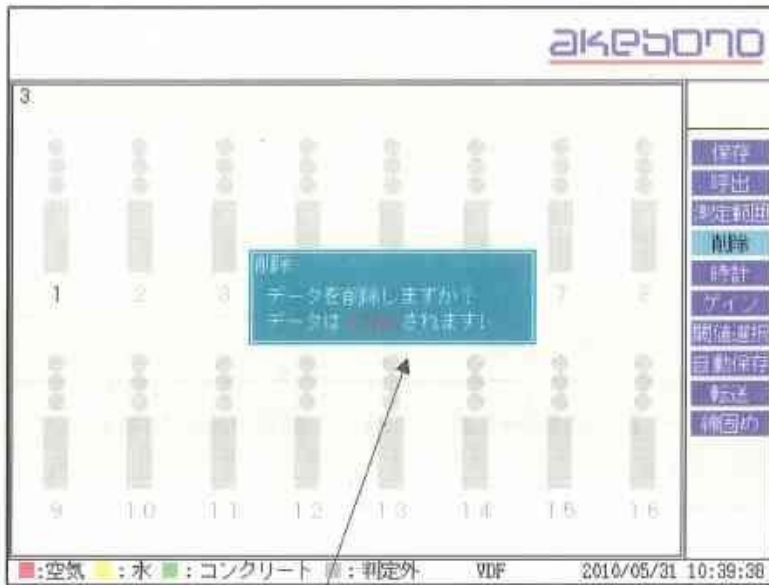 akebono
3
保存
呼出
測定範囲
削除
時計
ゲイン
閾値選択
自動保存
転送
締固め
1 2 3 7 8
削除
データを削除しますか?
データは されます!
9 10 11 12 13 14 15 16
:空気 :水 :コンクリート :判定外 VDF 2010/05/31 10:39:38